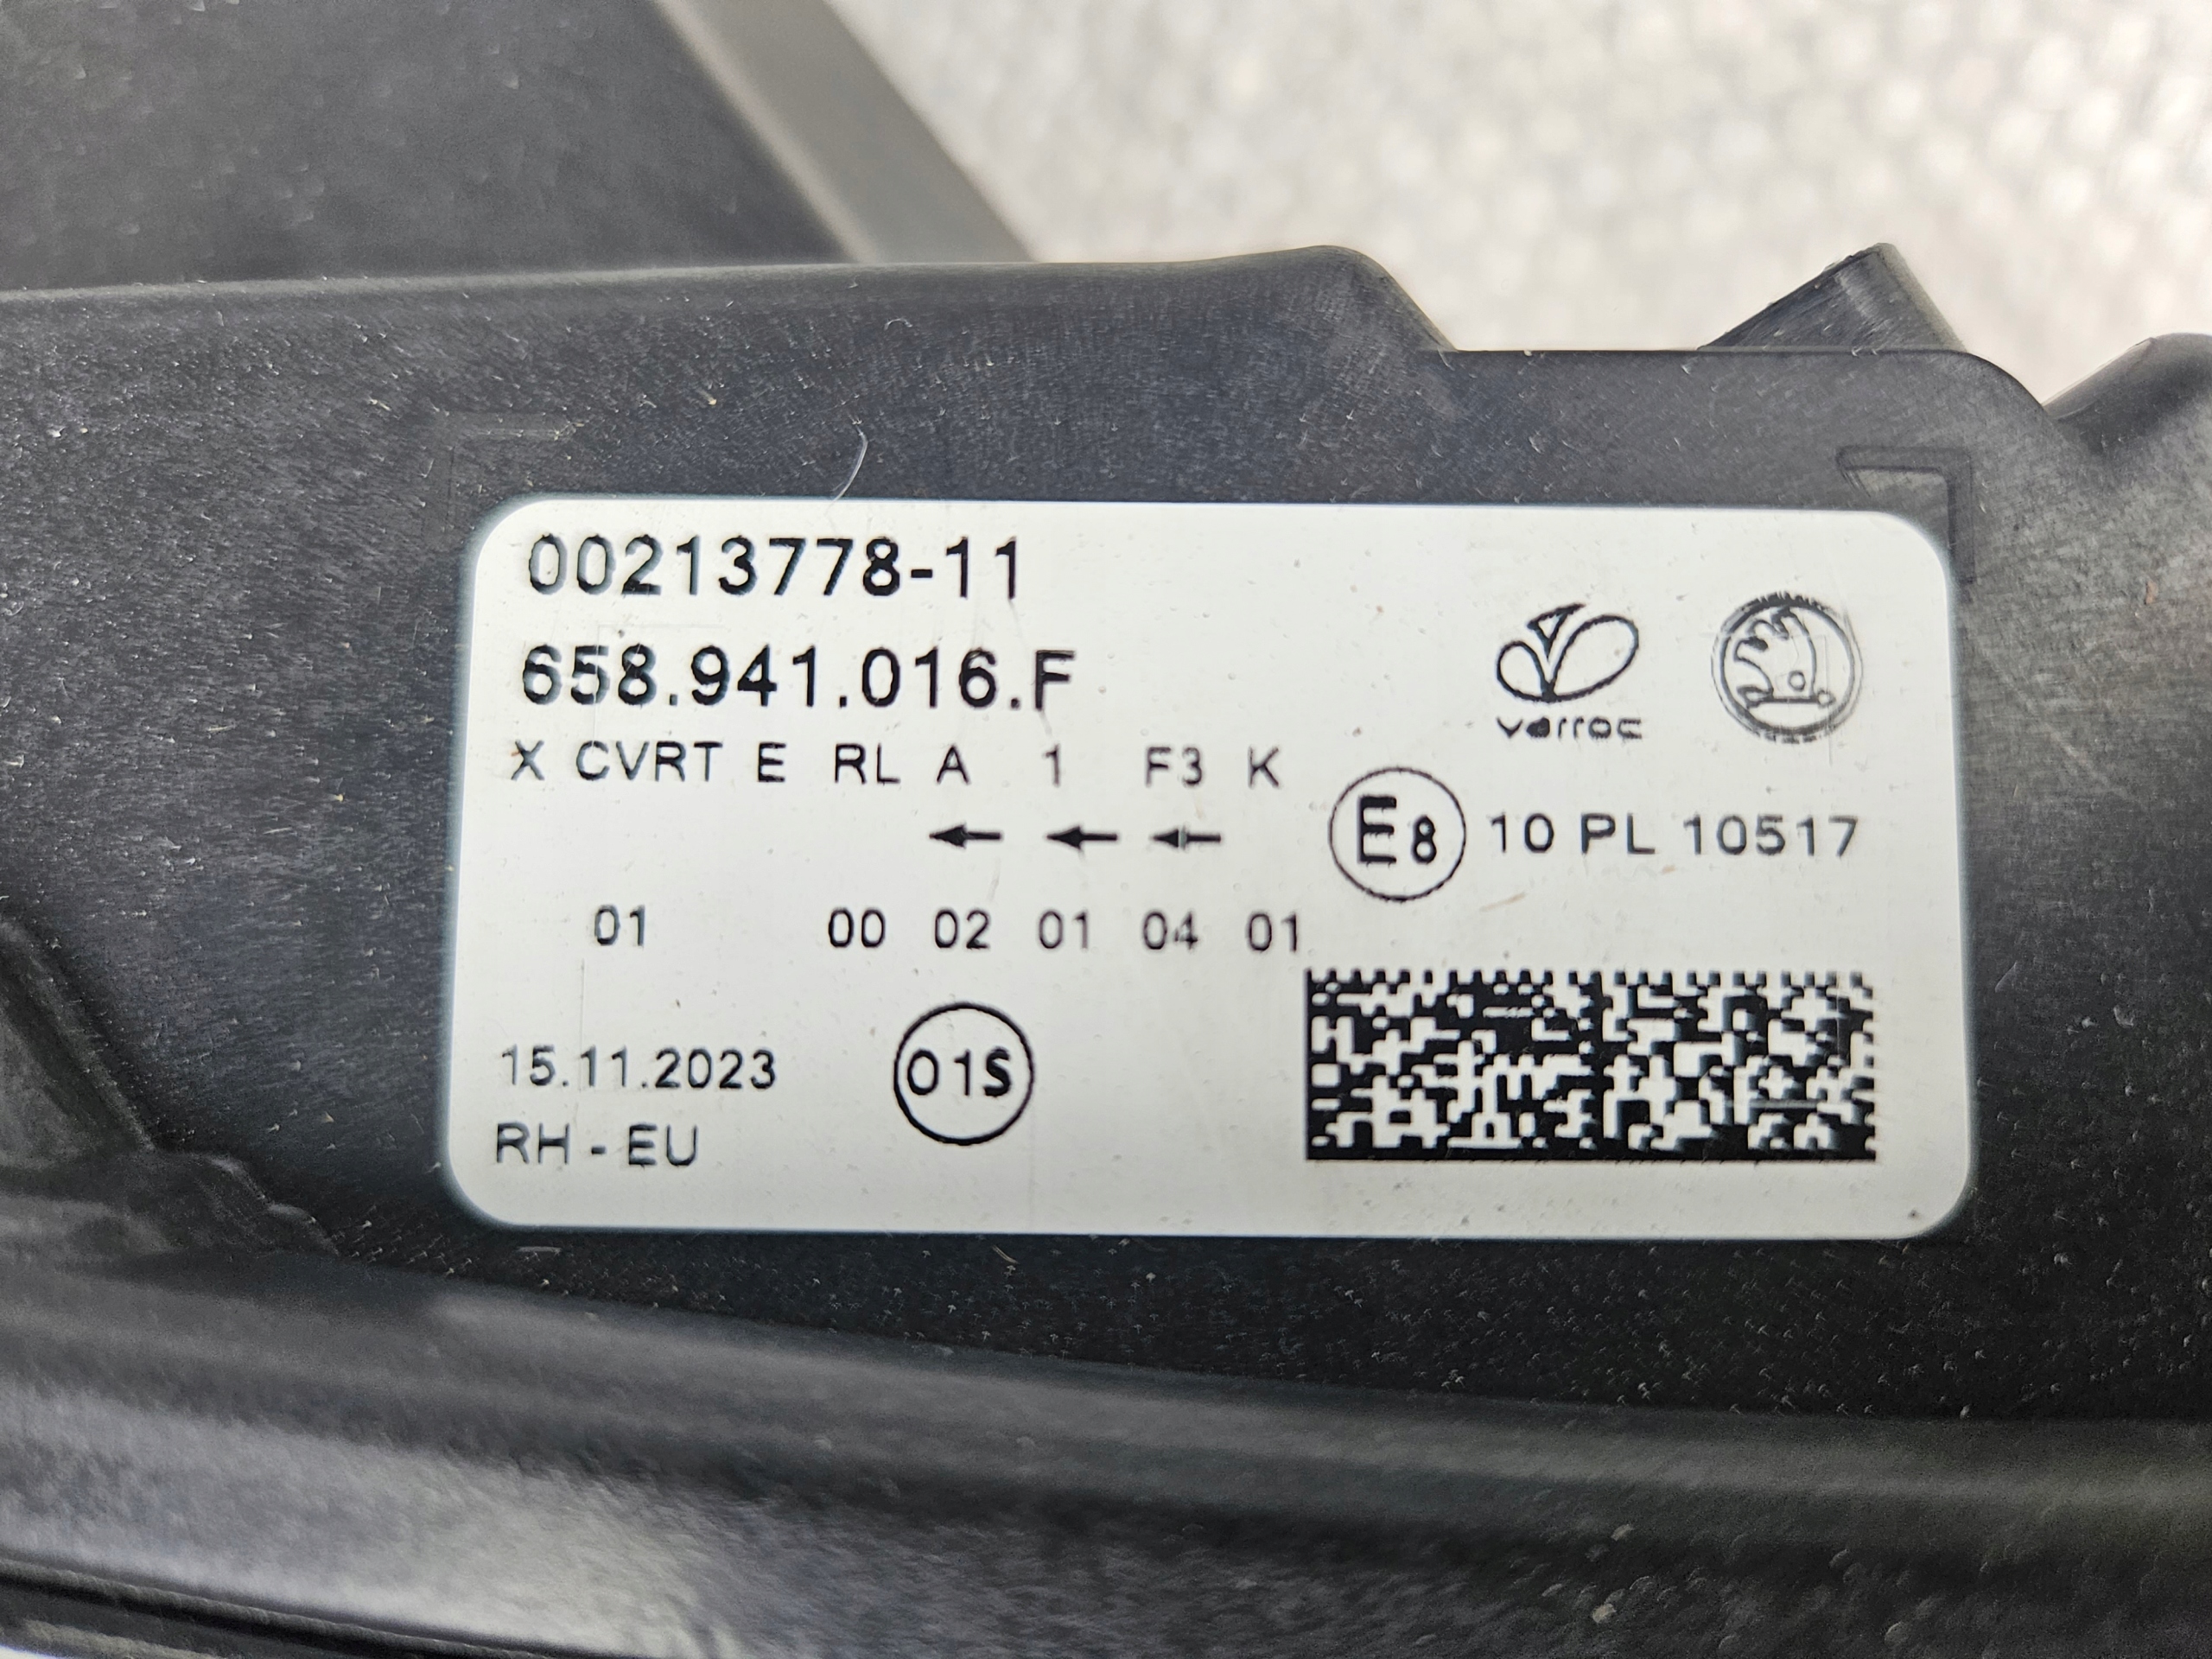 00213778-11
658.941.016.F
varroc
X CVRT E RL A 1 F3 K
← ← ←
E8 10 PL 10517
01 00 02 01 04 01
15.11.2023
01S
RH - EU